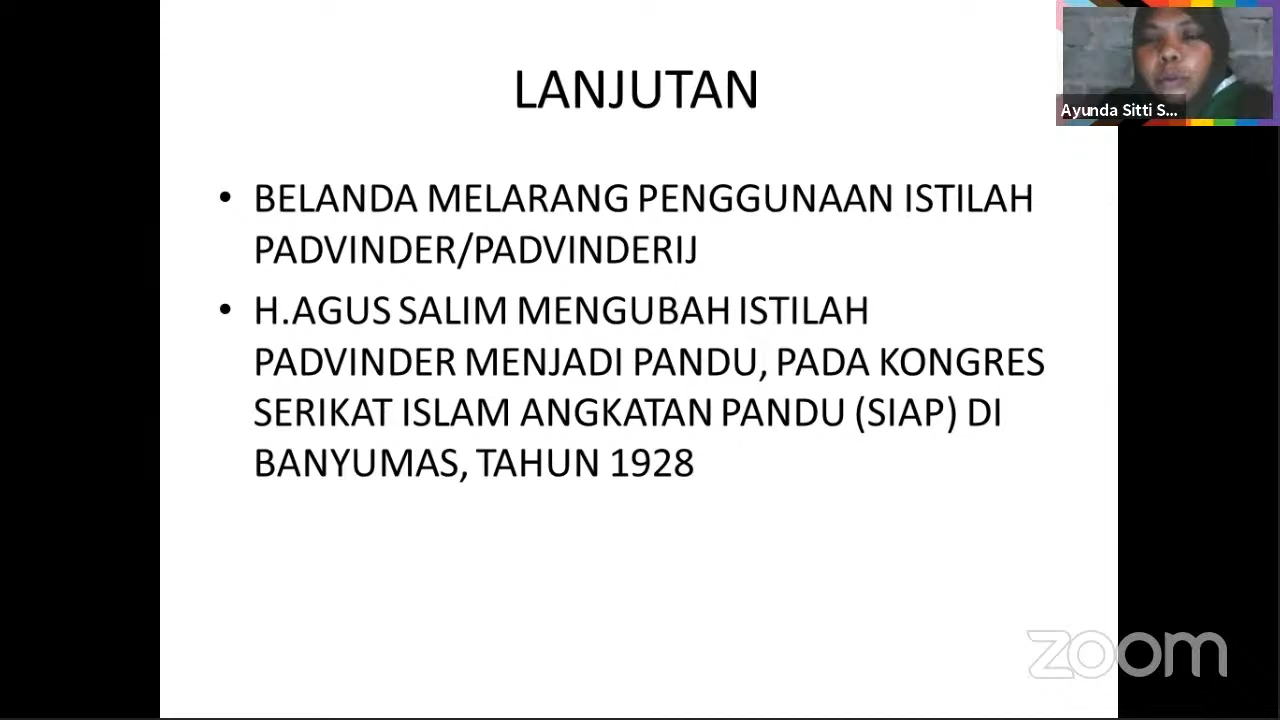 LANJUTAN
Ayunda Sitti S...
• BELANDA MELARANG PENGGUNAAN ISTILAH
PADVINDER/PADVINDERIJ
• H.AGUS SALIM MENGUBAH ISTILAH
PADVINDER MENJADI PANDU, PADA KONGRES
SERIKAT ISLAM ANGKATAN PANDU (SIAP) DI
BANYUMAS, TAHUN 1928
zoom